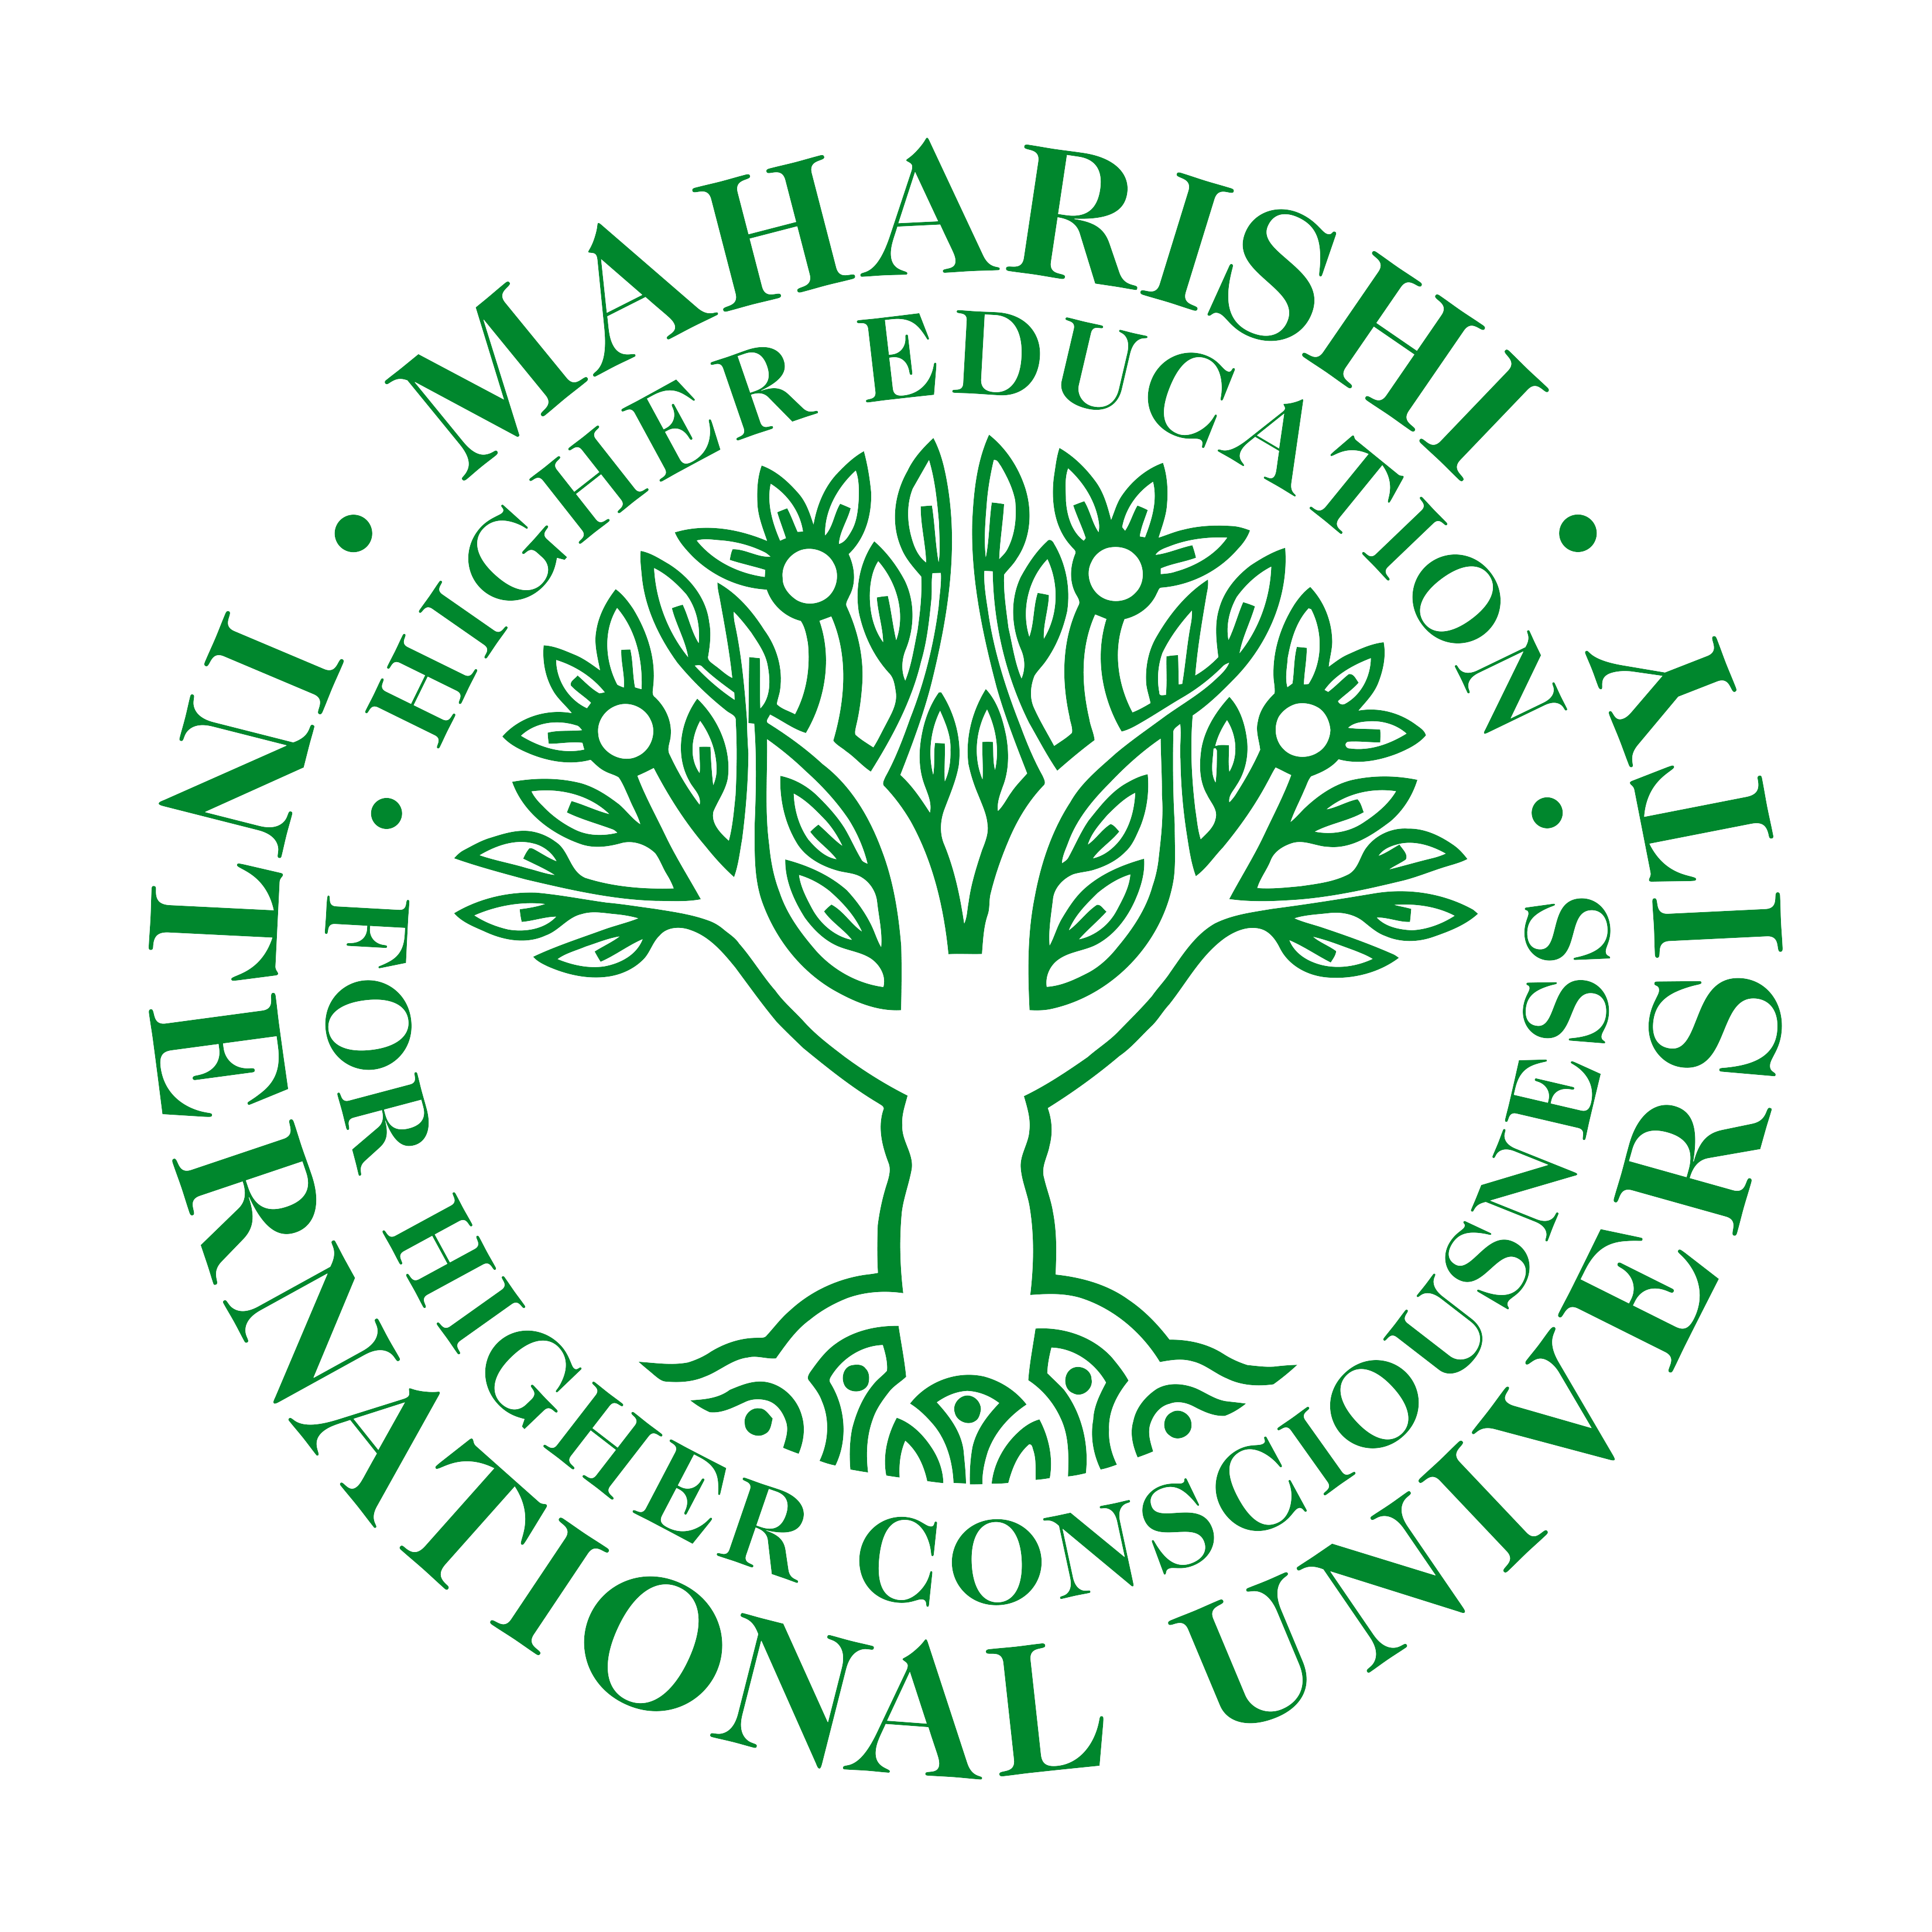 MAHARISHI
INTERNATIONAL UNIVERSITY
HIGHER EDUCATION
FOR HIGHER CONSCIOUSNESS